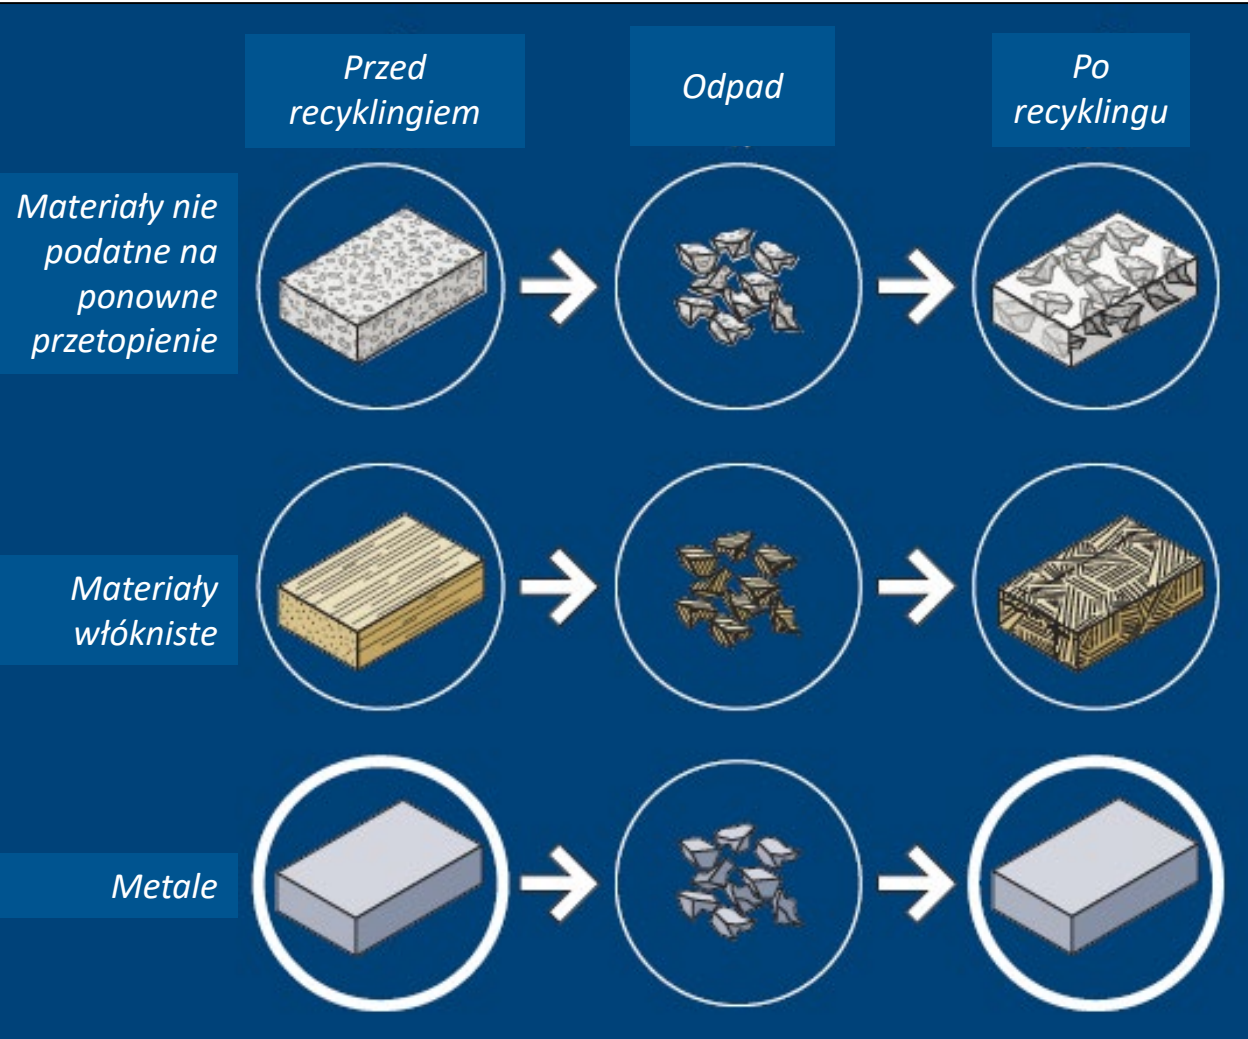 Przed
recyklingiem
Odpad
Po
recyklingu
Materiały nie
podatne na
ponowne
przetopienie
Materiały
włókniste
Metale